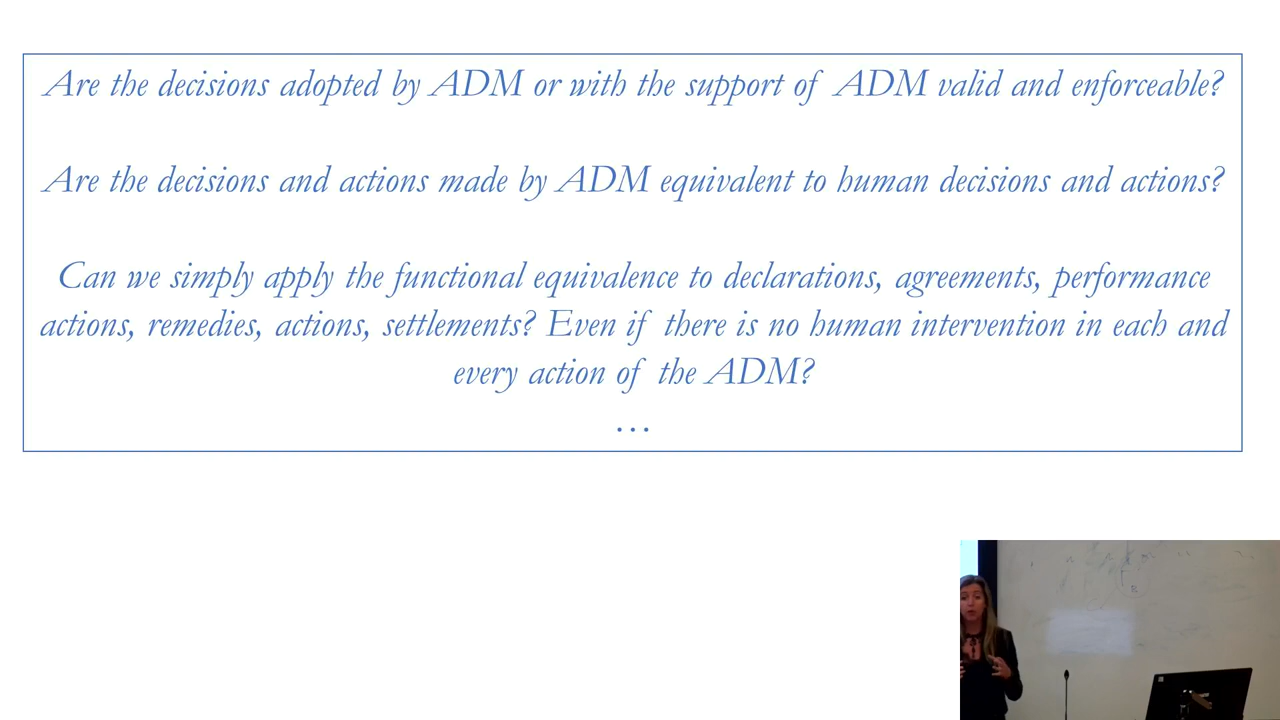 Are the decisions adopted by ADM or with the support of ADM valid and enforceable?
Are the decisions and actions made by ADM equivalent to human decisions and actions?
Can we simply apply the functional equivalence to declarations, agreements, performance
actions, remedies, actions, settlements? Even if there is no human intervention in each and
every action of the ADM?
...